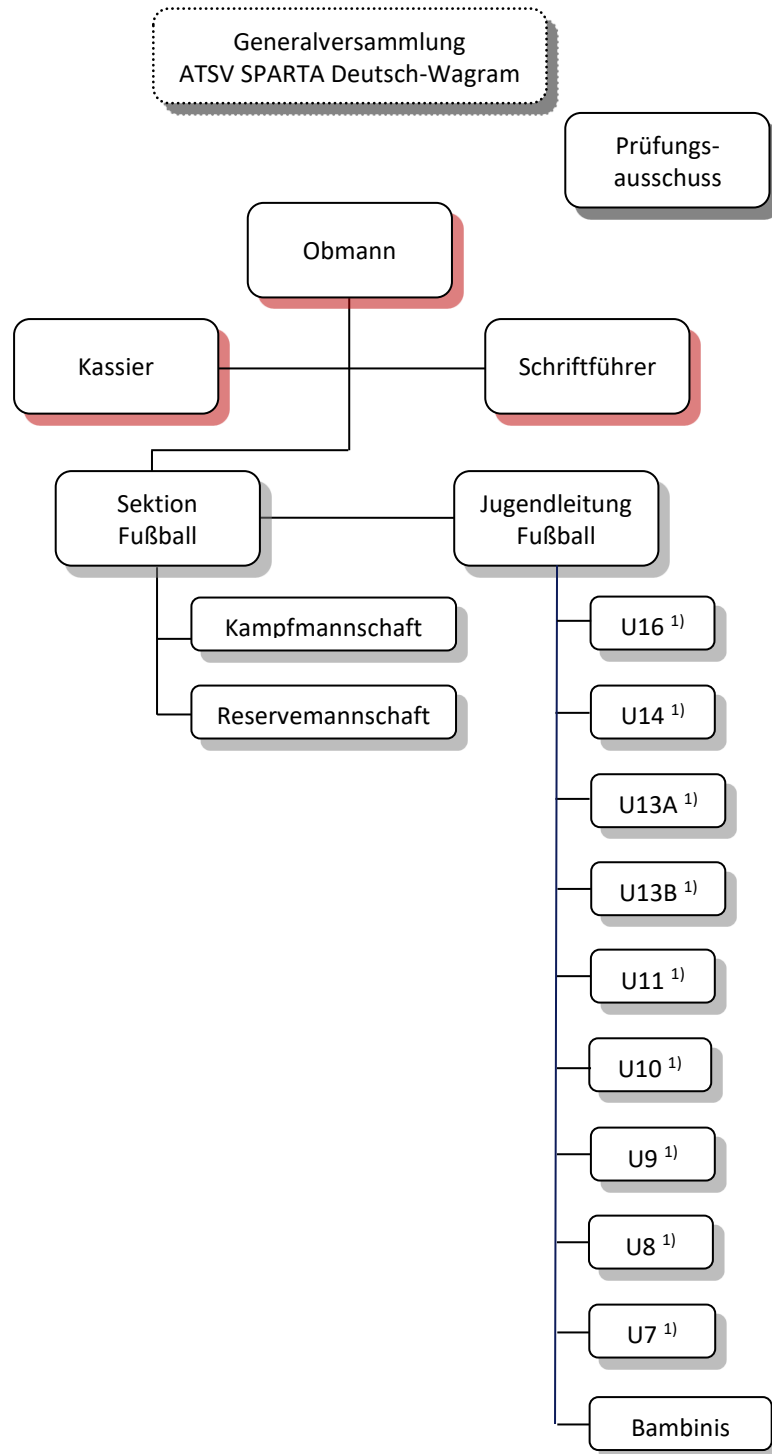 Generalversammlung
ATSV SPARTA Deutsch-Wagram
Prüfungs-
ausschuss
Obmann
Kassier
Schriftführer
Sektion
Fußball
Jugendleitung
Fußball
Kampfmannschaft
Reservemannschaft
U16 1)
U14 1)
U13A 1)
U13B 1)
U11 1)
U10 1)
U9 1)
U8 1)
U7 1)
Bambinis